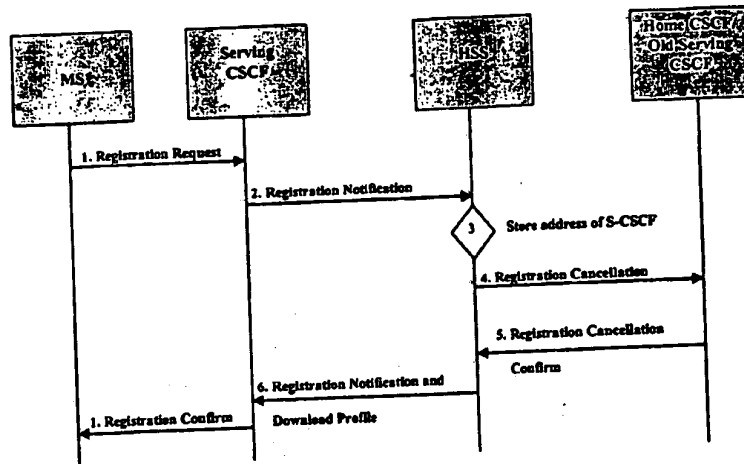 MS1
Serving
CSCF
HSS
Home CSCF/
Old Serving
CSCF
1. Registration Request
2. Registration Notification
3
Store address of S-CSCF
4. Registration Cancellation
5. Registration Cancellation
Confirm
6. Registration Notification and
1. Registration Confirm
Download Profile